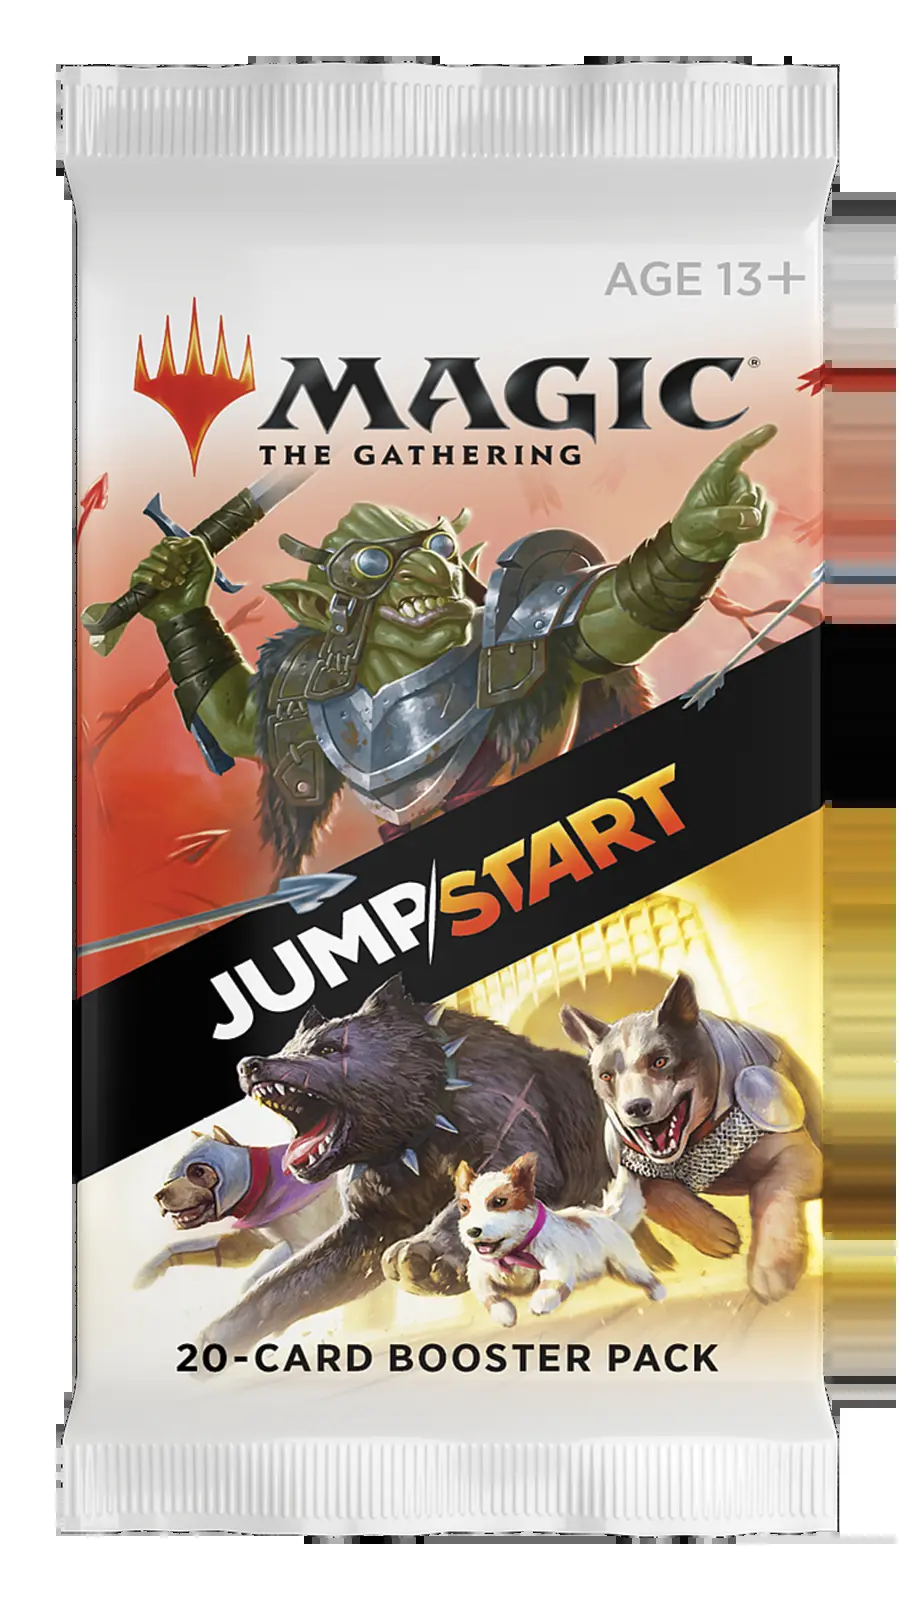 AGE 13+
MAGIC®
THE GATHERING
JUMP/START
20-CARD BOOSTER PACK